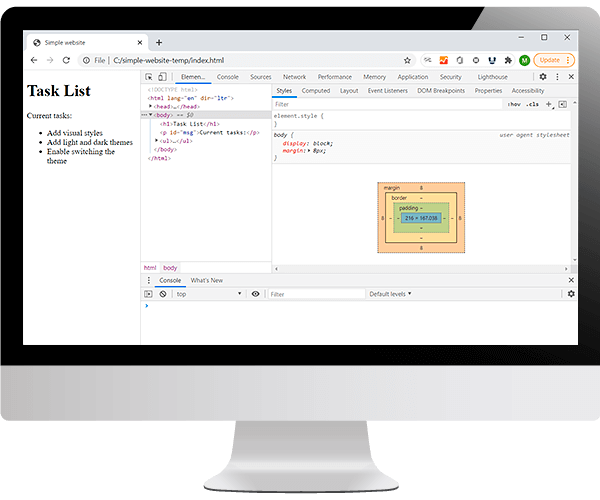 Simple website
File | C:/simple-website-temp/index.html
M
Update
Task List
Current tasks:
Add visual styles
Add light and dark themes
Enable switching the
theme
Elemen...
Console
Sources
Network
Performance
Memory
Application
Security
Lighthouse
<!DOCTYPE html>
<html lang="en" dir="ltr">
<head>…</head>
<body> == $0
<h1>Task List</h1>
<p id="msg">Current tasks:</p>
<ul>…</ul>
</body>
</html>
html body
Styles
Computed
Layout
Event Listeners
DOM Breakpoints
Properties
Accessibility
Filter
:hov .cls
element.style {
}
body {
user agent stylesheet
display: block;
margin: 8px;
}
margin 8
border –
padding –
8 – – 216 × 167.038 – – 8
–
–
8
Console
What's New
top
Filter
Default levels